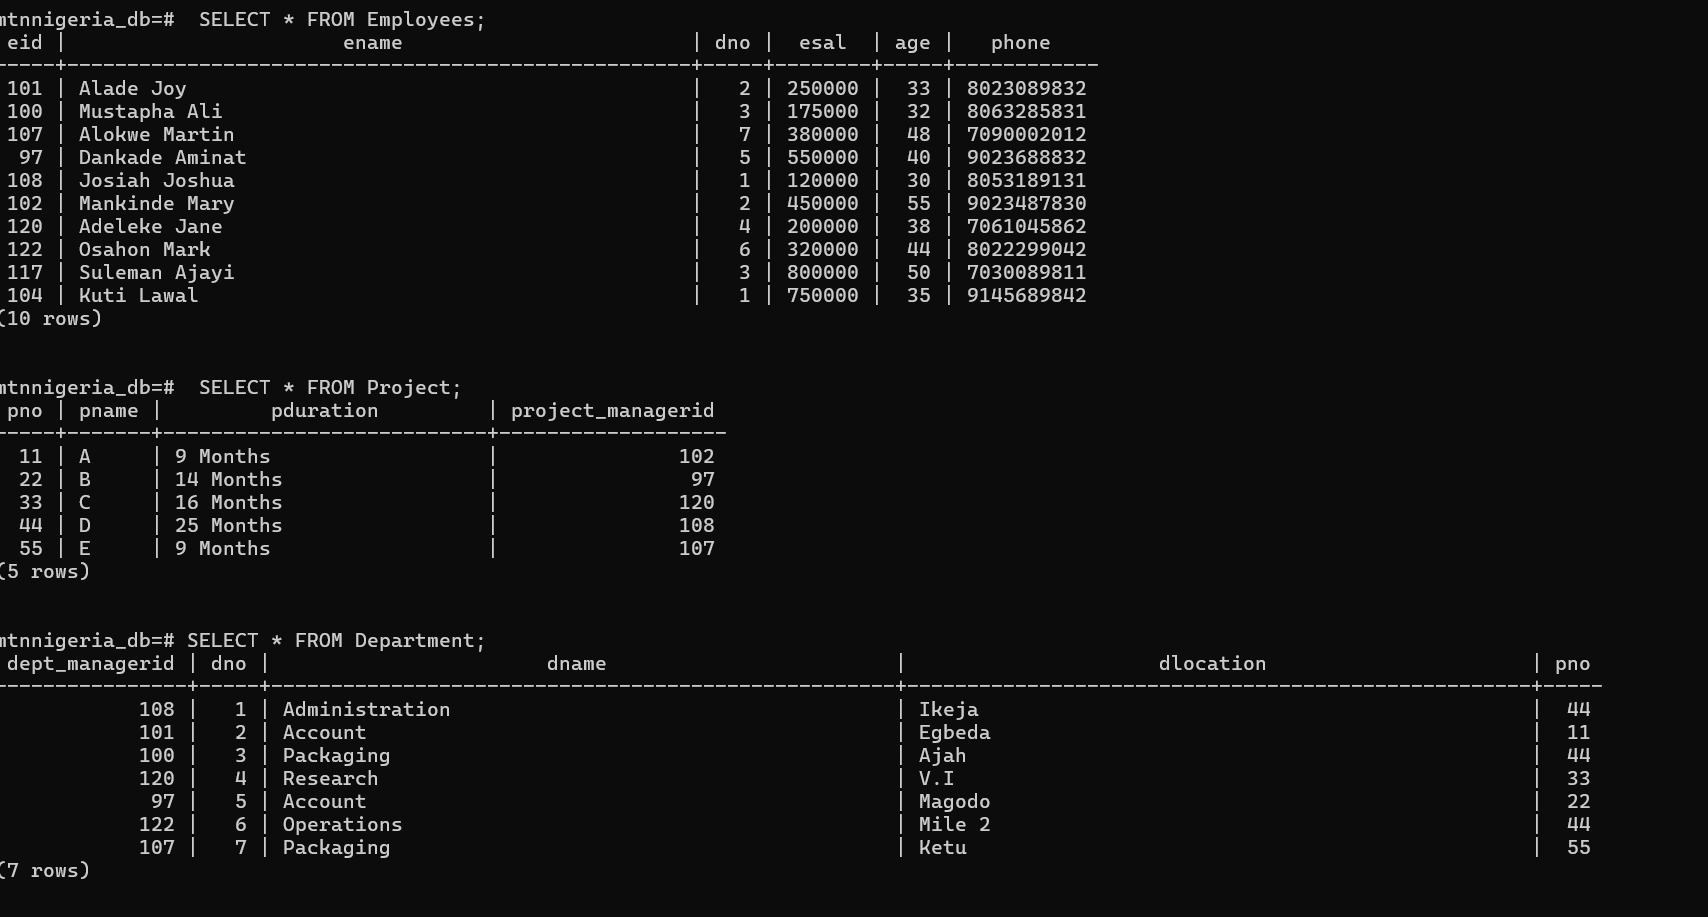 mtnnigeria_db=#  SELECT * FROM Employees;
eid |                       ename                        | dno |  esal  | age |   phone
-----+----------------------------------------------------+-----+--------+-----+------------
101 | Alade Joy                                          |   2 | 250000 |  33 | 8023089832
100 | Mustapha Ali                                       |   3 | 175000 |  32 | 8063285831
107 | Alokwe Martin                                      |   7 | 380000 |  48 | 7090002012
 97 | Dankade Aminat                                     |   5 | 550000 |  40 | 9023688832
108 | Josiah Joshua                                      |   1 | 120000 |  30 | 8053189131
102 | Mankinde Mary                                      |   2 | 450000 |  55 | 9023487830
120 | Adeleke Jane                                       |   4 | 200000 |  38 | 7061045862
122 | Osahon Mark                                        |   6 | 320000 |  44 | 8022299042
117 | Suleman Ajayi                                      |   3 | 800000 |  50 | 7030089811
104 | Kuti Lawal                                         |   1 | 750000 |  35 | 9145689842
(10 rows)
mtnnigeria_db=#  SELECT * FROM Project;
pno | pname |         pduration         | project_managerid
-----+-------+---------------------------+-------------------
 11 | A     | 9 Months                  |               102
 22 | B     | 14 Months                 |                97
 33 | C     | 16 Months                 |               120
 44 | D     | 25 Months                 |               108
 55 | E     | 9 Months                  |               107
(5 rows)
mtnnigeria_db=# SELECT * FROM Department;
dept_managerid | dno |                       dname                        |                     dlocation                      | pno
----------------+-----+----------------------------------------------------+----------------------------------------------------+-----
           108 |   1 | Administration                                     | Ikeja                                              |  44
           101 |   2 | Account                                            | Egbeda                                             |  11
           100 |   3 | Packaging                                          | Ajah                                               |  44
           120 |   4 | Research                                           | V.I                                                |  33
            97 |   5 | Account                                            | Magodo                                             |  22
           122 |   6 | Operations                                         | Mile 2                                             |  44
           107 |   7 | Packaging                                          | Ketu                                               |  55
(7 rows)